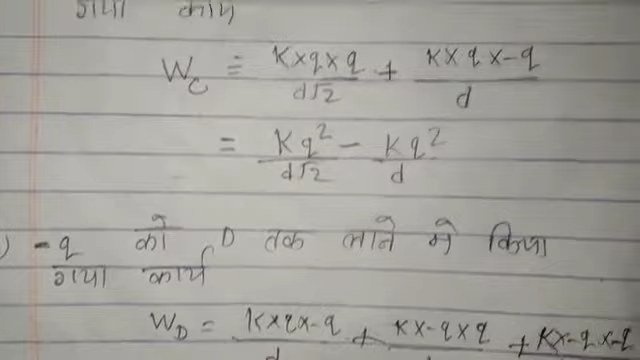 गया कार्य
W_C = K×q×q/d√2 + K×q×-q/d
= Kq²/d√2 - Kq²/d
) -q को D तक लाने मे किया
गया कार्य
W_D = K×q×-q/d + K×-q×q/d + K×-q×-q